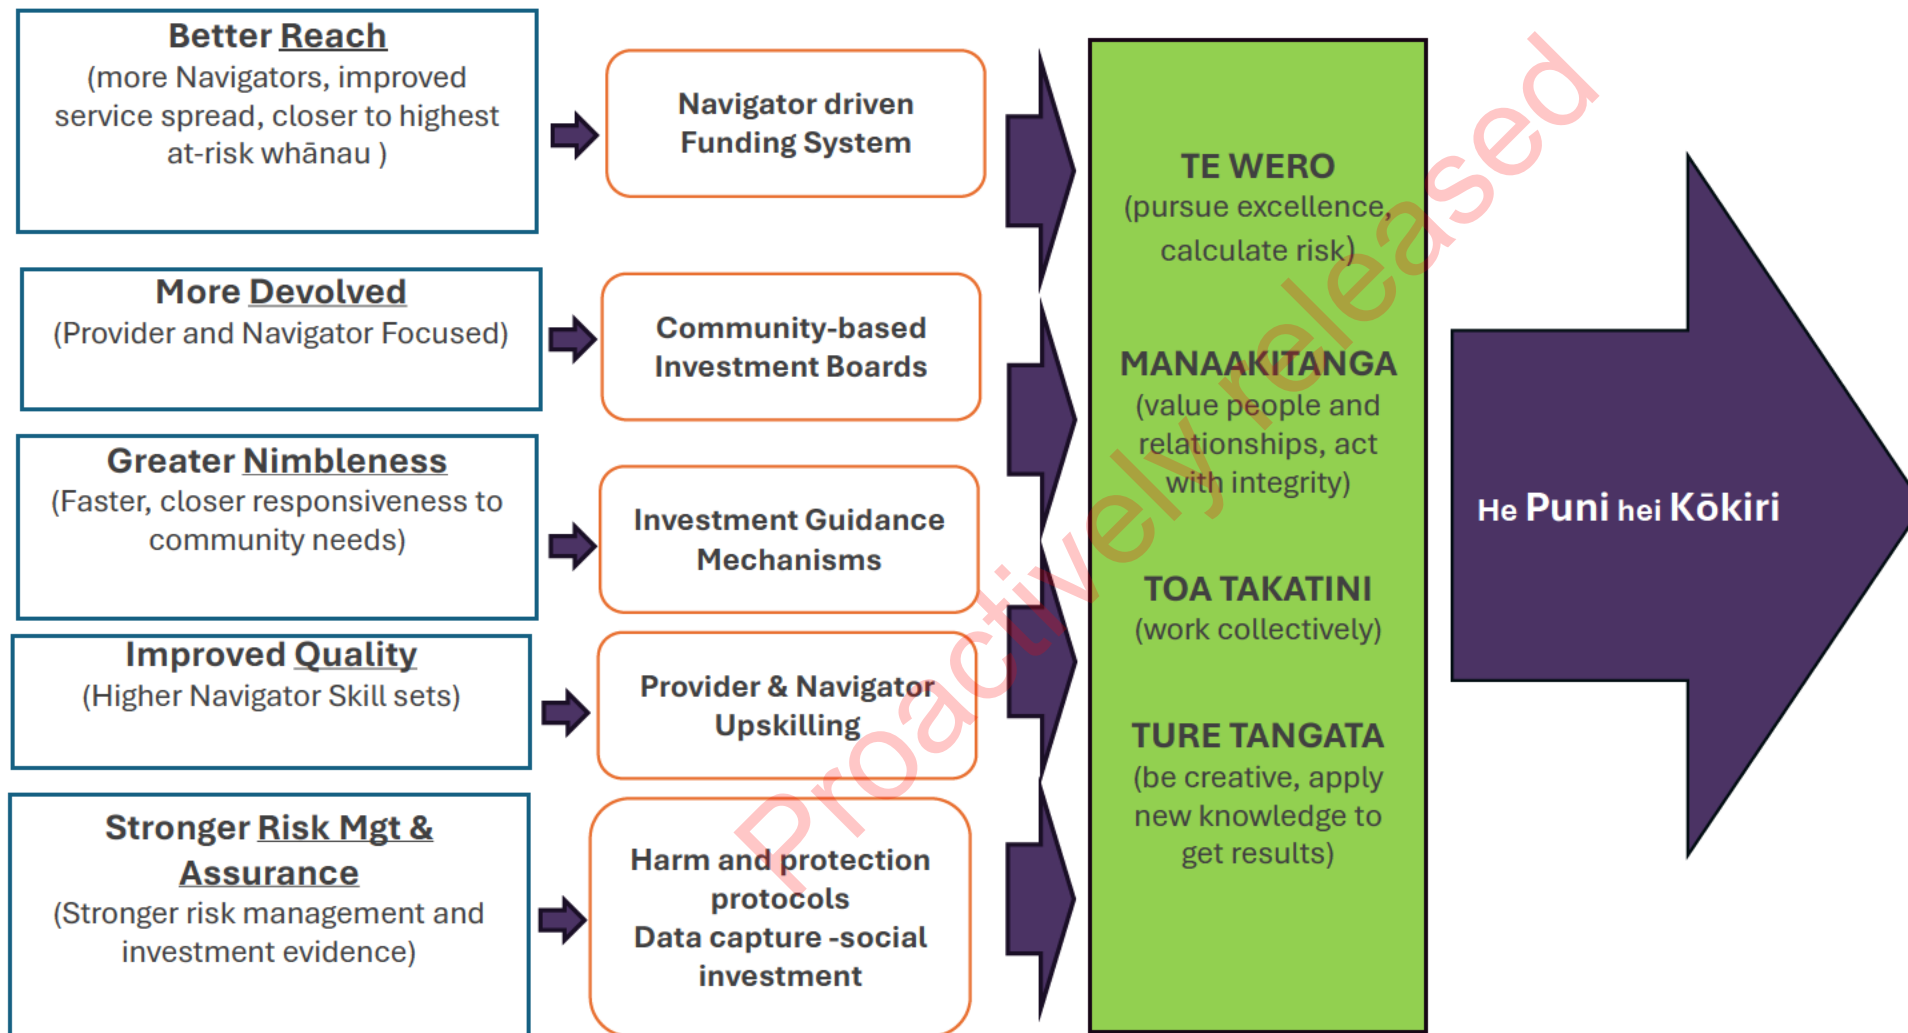 Better Reach
(more Navigators, improved
service spread, closer to highest
at-risk whānau )
Navigator driven
Funding System
More Devolved
(Provider and Navigator Focused)
Community-based
Investment Boards
Greater Nimbleness
(Faster, closer responsiveness to
community needs)
Investment Guidance
Mechanisms
Improved Quality
(Higher Navigator Skill sets)
Provider & Navigator
Upskilling
Stronger Risk Mgt &
Assurance
(Stronger risk management and
investment evidence)
Harm and protection
protocols
Data capture -social
investment
TE WERO
(pursue excellence,
calculate risk)
MANAAKITANGA
(value people and
relationships, act
with integrity)
TOA TAKATINI
(work collectively)
TURE TANGATA
(be creative, apply
new knowledge to
get results)
He Puni hei Kōkiri
Proactively released